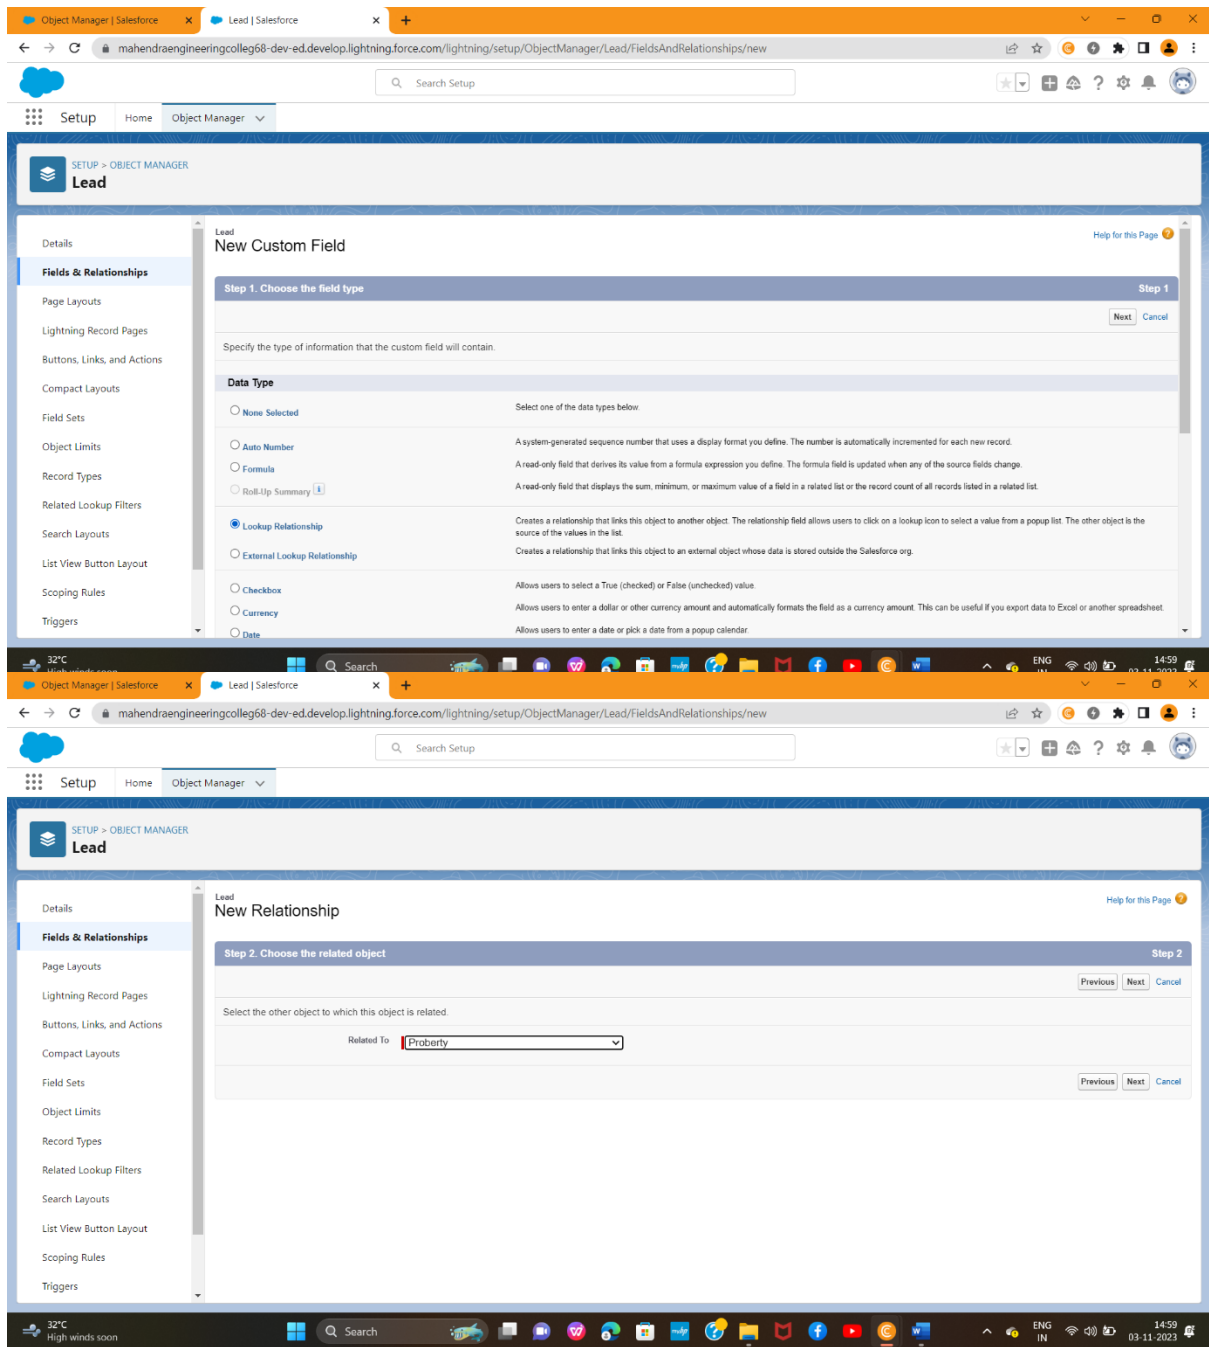 Object Manager | Salesforce
Lead | Salesforce
mahendraengineeringcolleg68-dev-ed.develop.lightning.force.com/lightning/setup/ObjectManager/Lead/FieldsAndRelationships/new
Search Setup
Setup
Home
Object Manager
SETUP > OBJECT MANAGER
Lead
Details
Fields & Relationships
Page Layouts
Lightning Record Pages
Buttons, Links, and Actions
Compact Layouts
Field Sets
Object Limits
Record Types
Related Lookup Filters
Search Layouts
List View Button Layout
Scoping Rules
Triggers
Lead
New Custom Field
Help for this Page
Step 1. Choose the field type
Step 1
Next Cancel
Specify the type of information that the custom field will contain.
Data Type
None Selected
Select one of the data types below.
Auto Number
A system-generated sequence number that uses a display format you define. The number is automatically incremented for each new record.
Formula
A read-only field that derives its value from a formula expression you define. The formula field is updated when any of the source fields change.
Roll-Up Summary
A read-only field that displays the sum, minimum, or maximum value of a field in a related list or the record count of all records listed in a related list.
Lookup Relationship
Creates a relationship that links this object to another object. The relationship field allows users to click on a lookup icon to select a value from a popup list. The other object is the
source of the values in the list.
External Lookup Relationship
Creates a relationship that links this object to an external object whose data is stored outside the Salesforce org.
Checkbox
Allows users to select a True (checked) or False (unchecked) value.
Currency
Allows users to enter a dollar or other currency amount and automatically formats the field as a currency amount. This can be useful if you export data to Excel or another spreadsheet.
Date
Allows users to enter a date or pick a date from a popup calendar.
32°C
High winds soon
Search
ENG
IN
14:59
03-11-2023
Object Manager | Salesforce
Lead | Salesforce
mahendraengineeringcolleg68-dev-ed.develop.lightning.force.com/lightning/setup/ObjectManager/Lead/FieldsAndRelationships/new
Search Setup
Setup
Home
Object Manager
SETUP > OBJECT MANAGER
Lead
Details
Fields & Relationships
Page Layouts
Lightning Record Pages
Buttons, Links, and Actions
Compact Layouts
Field Sets
Object Limits
Record Types
Related Lookup Filters
Search Layouts
List View Button Layout
Scoping Rules
Triggers
Lead
New Relationship
Help for this Page
Step 2. Choose the related object
Step 2
Previous Next Cancel
Select the other object to which this object is related.
Related To
Proberty
Previous Next Cancel
32°C
High winds soon
Search
ENG
IN
14:59
03-11-2023